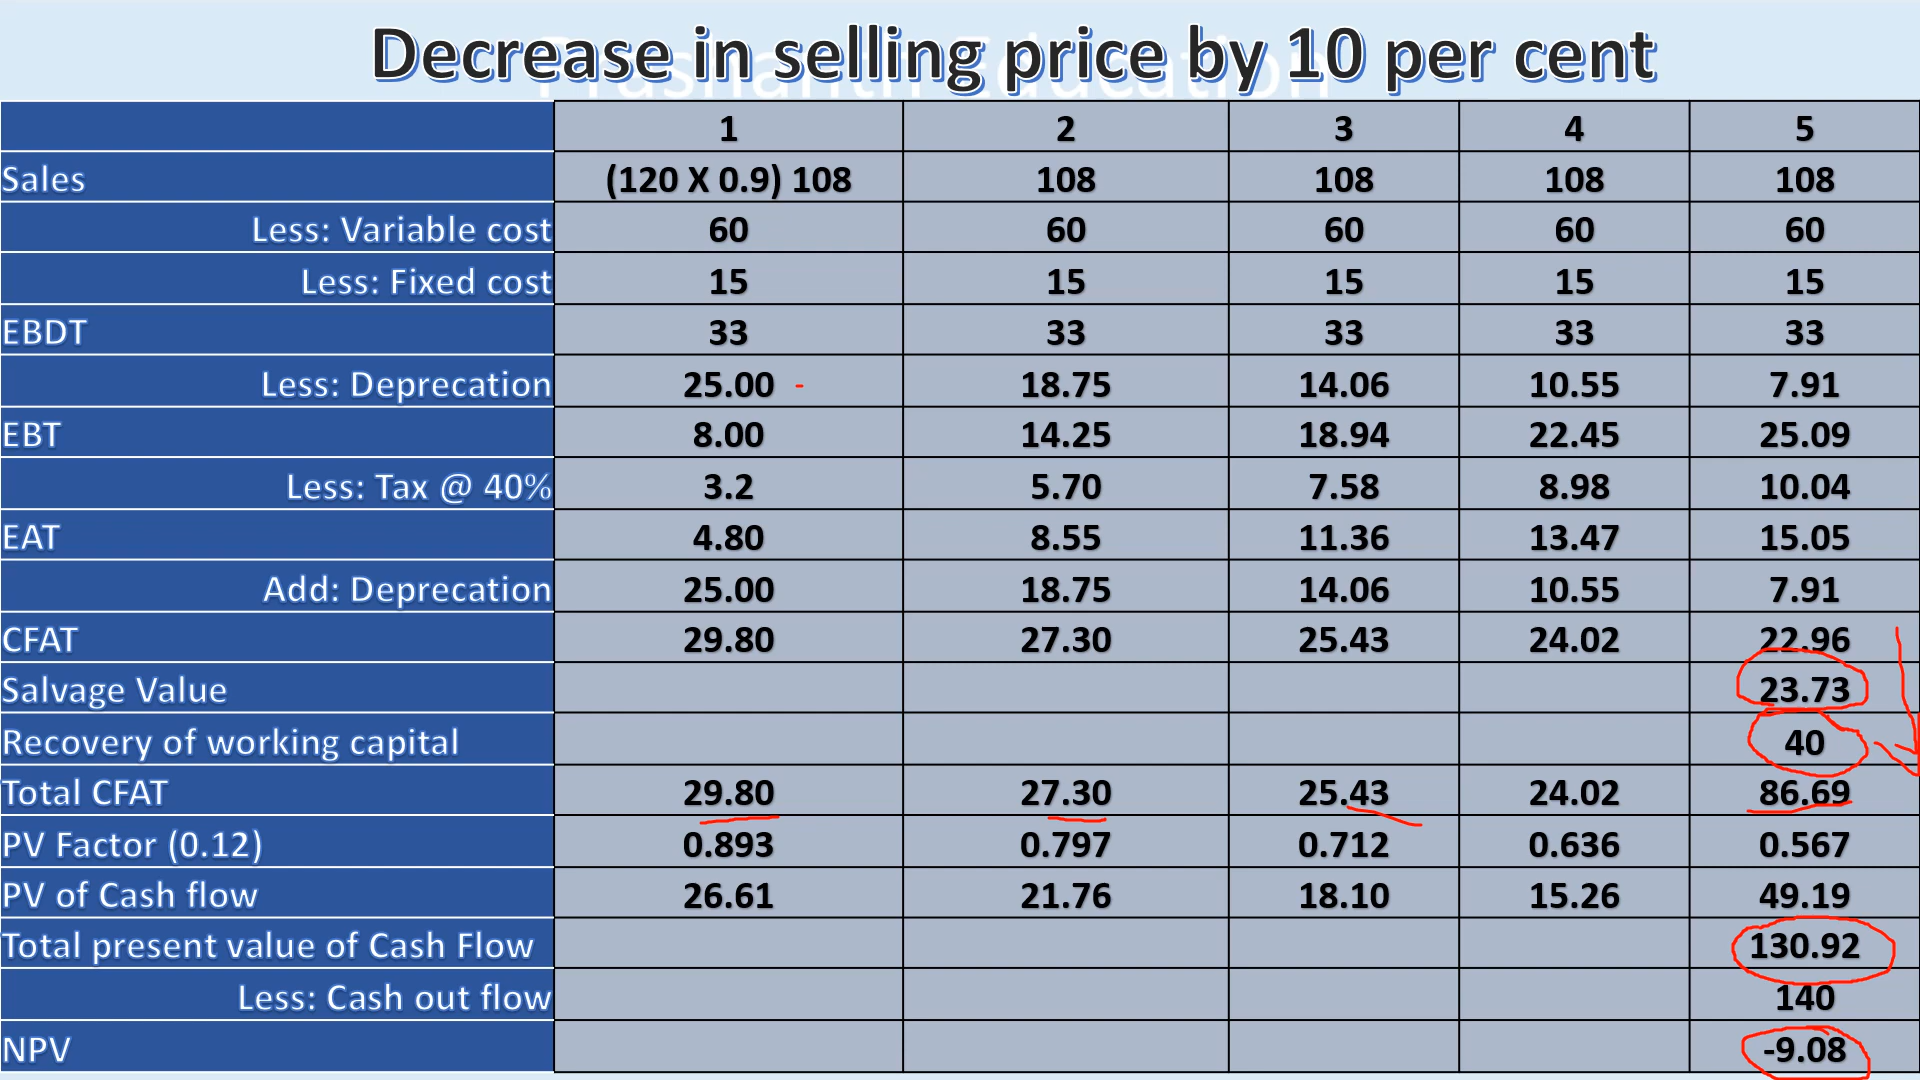 Decrease in selling price by 10 per cent
Prashanth Education
1 2 3 4 5
Sales (120 X 0.9) 108 108 108 108 108
Less: Variable cost 60 60 60 60 60
Less: Fixed cost 15 15 15 15 15
EBDT 33 33 33 33 33
Less: Deprecation 25.00 18.75 14.06 10.55 7.91
EBT 8.00 14.25 18.94 22.45 25.09
Less: Tax @ 40% 3.2 5.70 7.58 8.98 10.04
EAT 4.80 8.55 11.36 13.47 15.05
Add: Deprecation 25.00 18.75 14.06 10.55 7.91
CFAT 29.80 27.30 25.43 24.02 22.96
Salvage Value 23.73
Recovery of working capital 40
Total CFAT 29.80 27.30 25.43 24.02 86.69
PV Factor (0.12) 0.893 0.797 0.712 0.636 0.567
PV of Cash flow 26.61 21.76 18.10 15.26 49.19
Total present value of Cash Flow 130.92
Less: Cash out flow 140
NPV -9.08